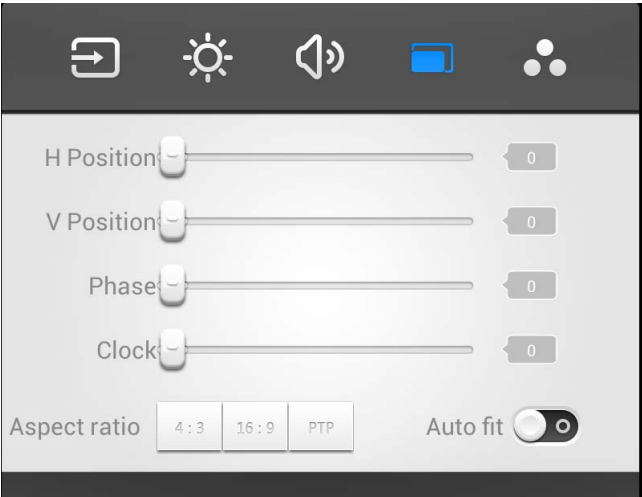 H Position 0
V Position 0
Phase 0
Clock 0
Aspect ratio 4:3 16:9 PTP Auto fit